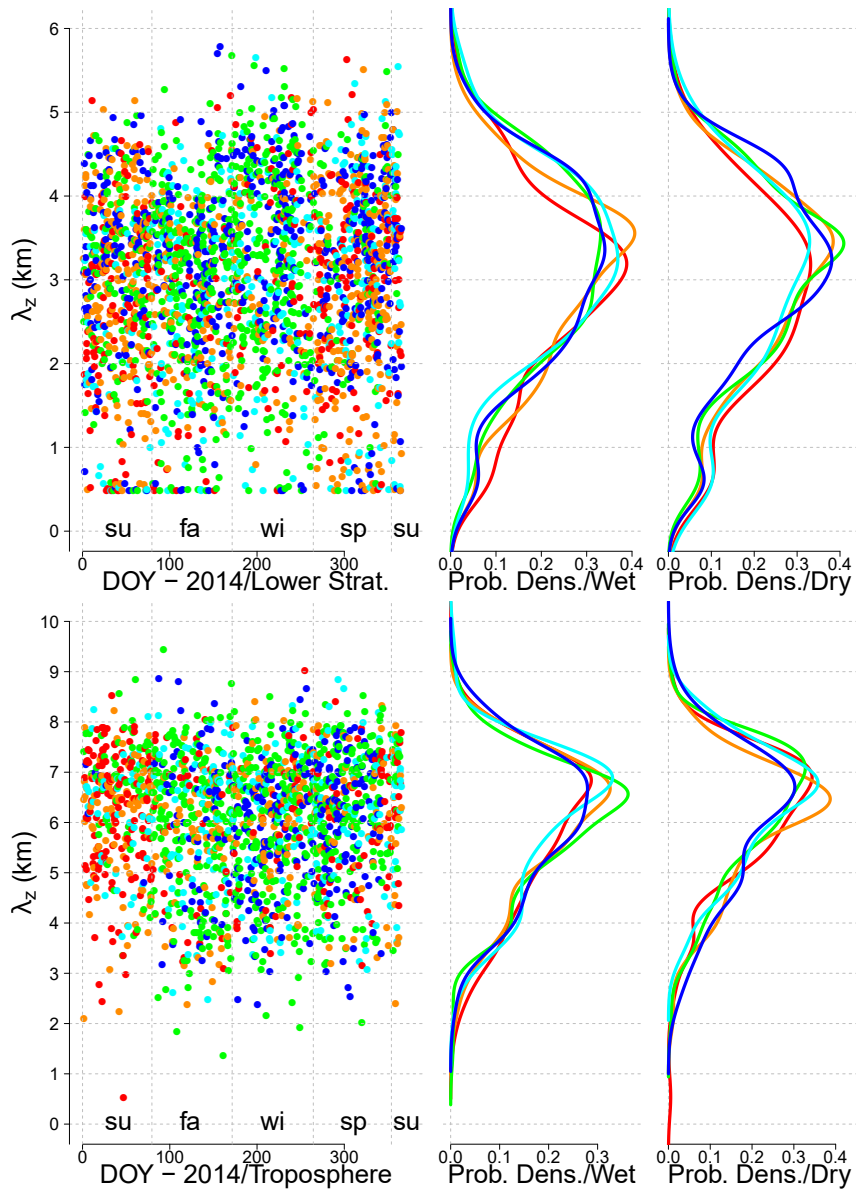 6
5
4
3
2
1
0
λz (km)
su fa wi sp su
0 100 200 300
DOY − 2014/Lower Strat.
0.0 0.1 0.2 0.3 0.4
Prob. Dens./Wet
0.0 0.1 0.2 0.3 0.4
Prob. Dens./Dry
10
9
8
7
6
5
4
3
2
1
0
λz (km)
su fa wi sp su
0 100 200 300
DOY − 2014/Troposphere
0.0 0.1 0.2 0.3
Prob. Dens./Wet
0.0 0.1 0.2 0.3 0.4
Prob. Dens./Dry